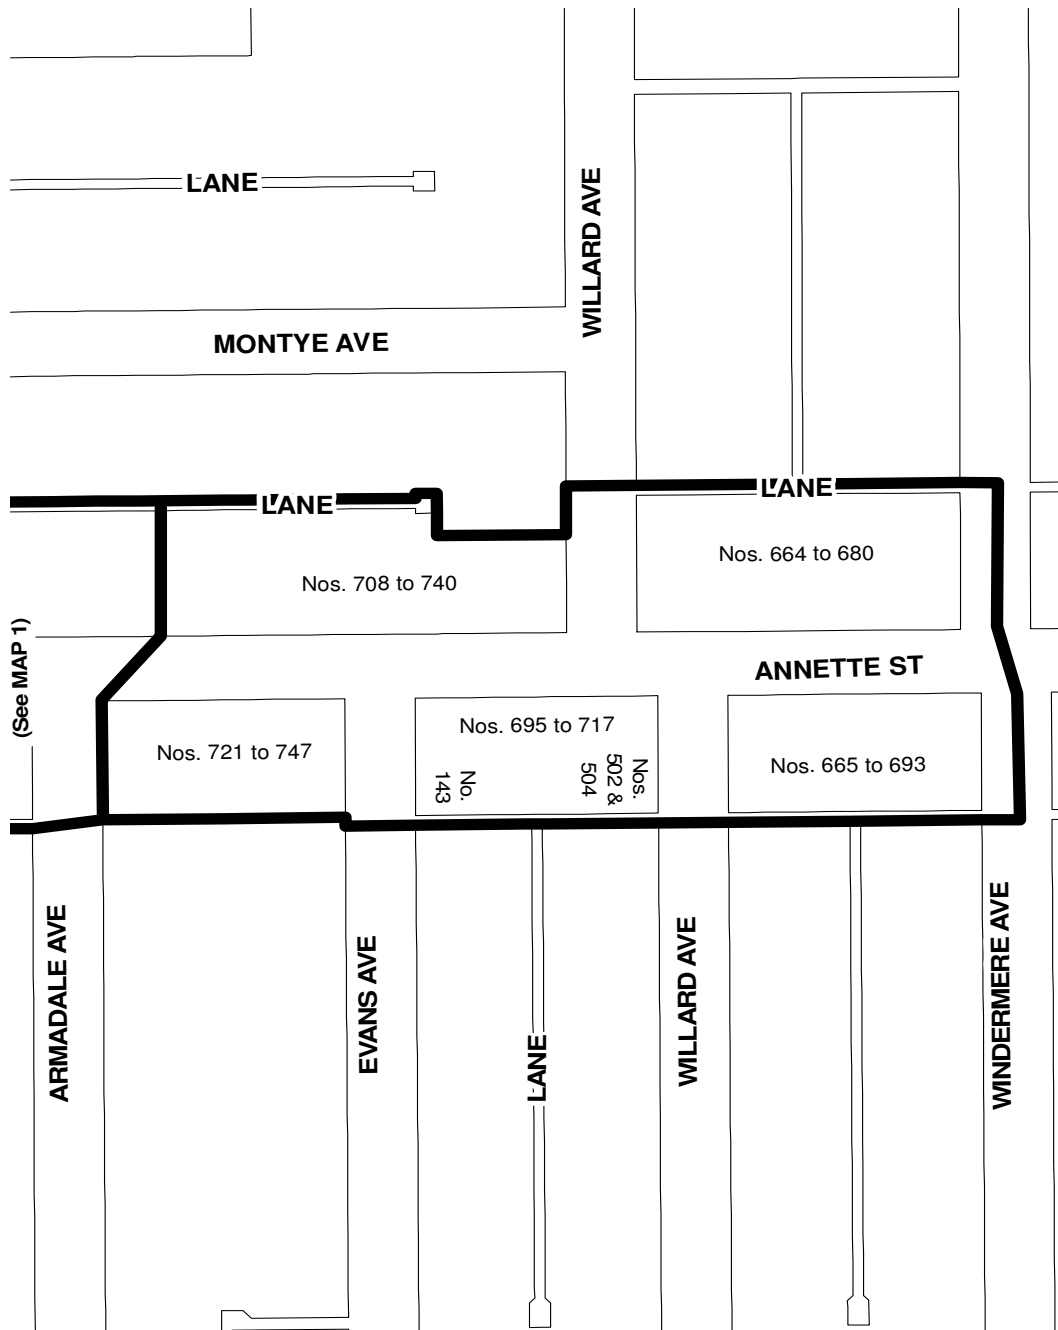 LANE
WILLARD AVE
MONTYE AVE
LANE
LANE
Nos. 664 to 680
Nos. 708 to 740
(See MAP 1)
ANNETTE ST
Nos. 695 to 717
Nos. 721 to 747
Nos. 665 to 693
No.
143
Nos.
502 &
504
ARMADALE AVE
EVANS AVE
LANE
WILLARD AVE
WINDERMERE AVE